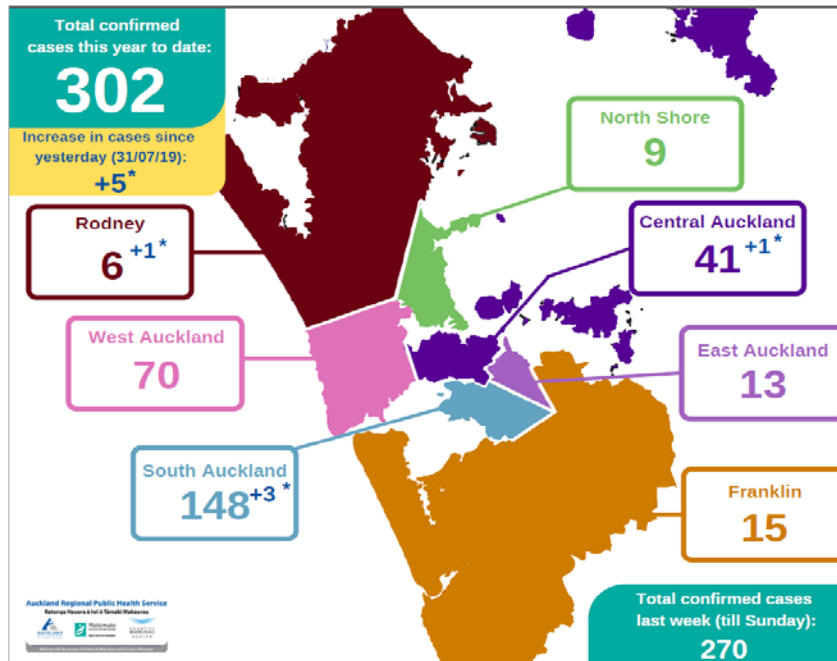 Total confirmed
cases this year to date:
302
Increase in cases since
yesterday (31/07/19):
+5*
North Shore
9
Rodney
6 +1 *
Central Auckland
41 +1 *
West Auckland
70
East Auckland
13
South Auckland
148 +3 *
Franklin
15
Auckland Regional Public Health Service
Total confirmed cases
last week (till Sunday):
270